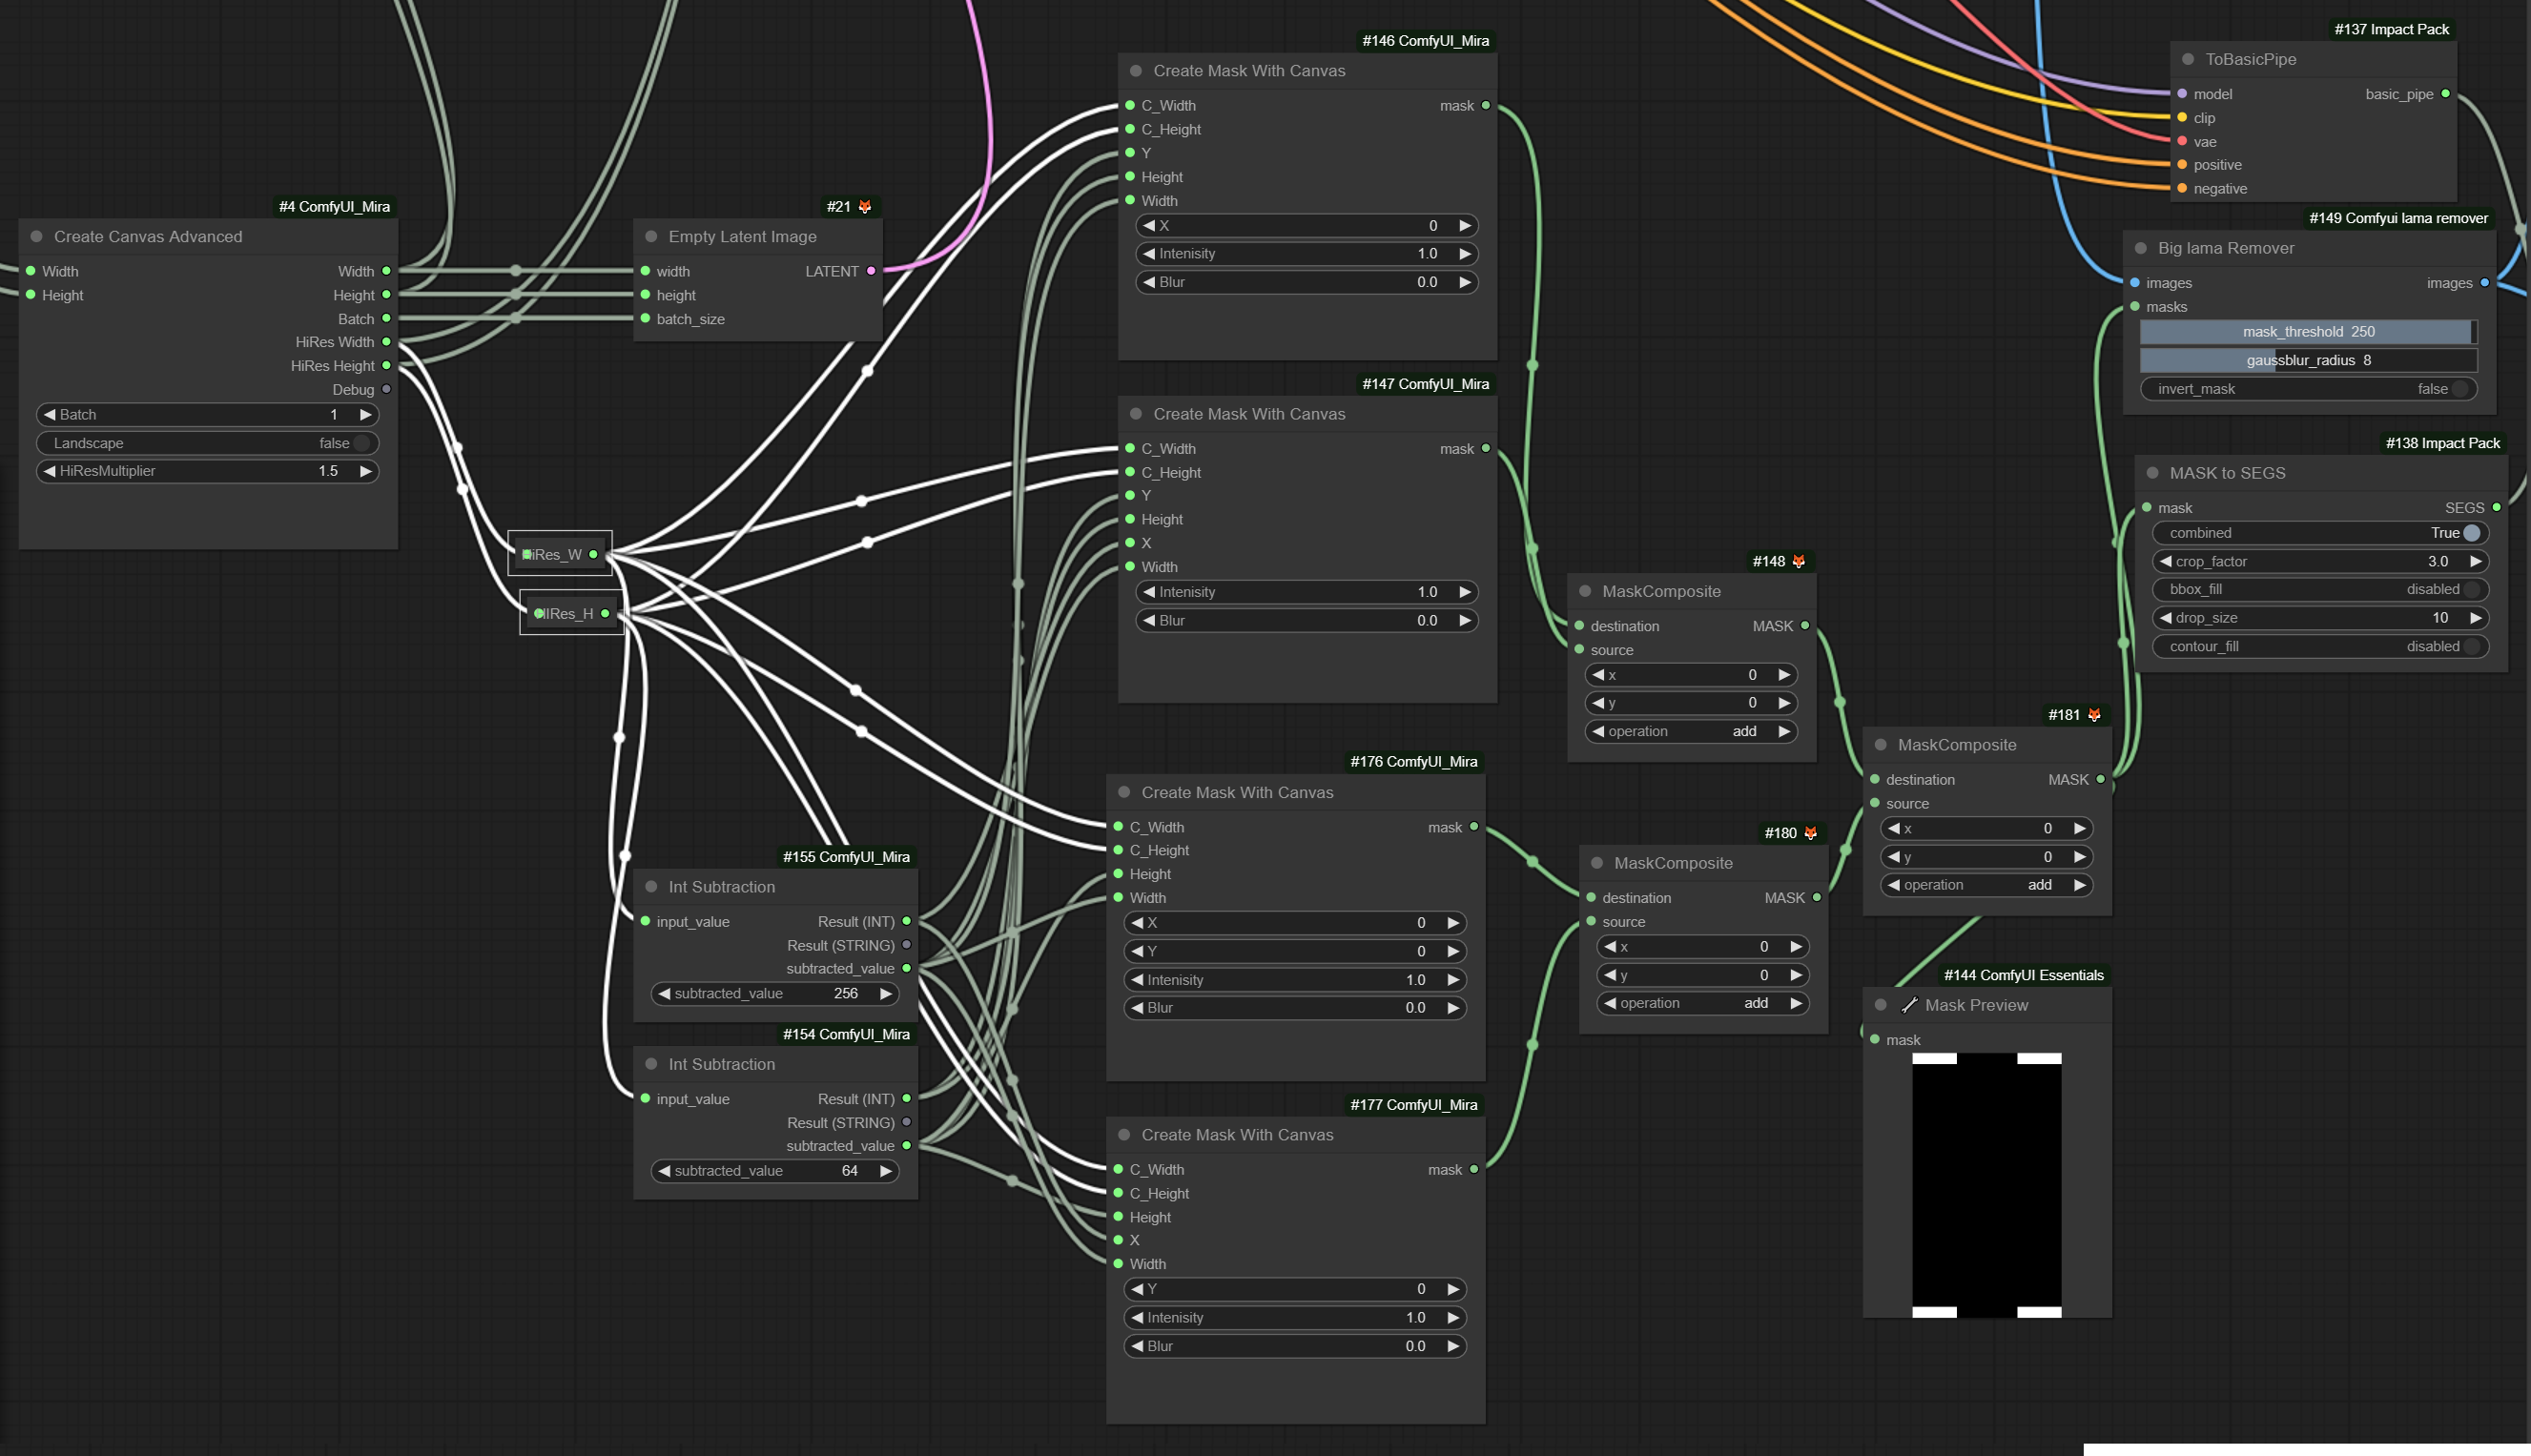 #4 ComfyUI_Mira
Create Canvas Advanced
Width Width
Height Height
Batch
HiRes Width
HiRes Height
Debug
Batch 1
Landscape false
HiResMultiplier 1.5
#21
Empty Latent Image
width LATENT
height
batch_size
HiRes_W
HIRes_H
#155 ComfyUI_Mira
Int Subtraction
input_value Result (INT)
Result (STRING)
subtracted_value
subtracted_value 256
#154 ComfyUI_Mira
Int Subtraction
input_value Result (INT)
Result (STRING)
subtracted_value
subtracted_value 64
#146 ComfyUI_Mira
Create Mask With Canvas
C_Width mask
C_Height
Y
Height
Width
X 0
Intenisity 1.0
Blur 0.0
#147 ComfyUI_Mira
Create Mask With Canvas
C_Width mask
C_Height
Y
Height
X
Width
Intenisity 1.0
Blur 0.0
#176 ComfyUI_Mira
Create Mask With Canvas
C_Width mask
C_Height
Height
Width
X 0
Y 0
Intenisity 1.0
Blur 0.0
#177 ComfyUI_Mira
Create Mask With Canvas
C_Width mask
C_Height
Height
X
Width
Y 0
Intenisity 1.0
Blur 0.0
#148
MaskComposite
destination MASK
source
x 0
y 0
operation add
#180
MaskComposite
destination MASK
source
x 0
y 0
operation add
#181
MaskComposite
destination MASK
source
x 0
y 0
operation add
#144 ComfyUI Essentials
Mask Preview
mask
#137 Impact Pack
ToBasicPipe
model basic_pipe
clip
vae
positive
negative
#149 Comfyui lama remover
Big lama Remover
images images
masks
mask_threshold 250
gaussblur_radius 8
invert_mask false
#138 Impact Pack
MASK to SEGS
mask SEGS
combined True
crop_factor 3.0
bbox_fill disabled
drop_size 10
contour_fill disabled